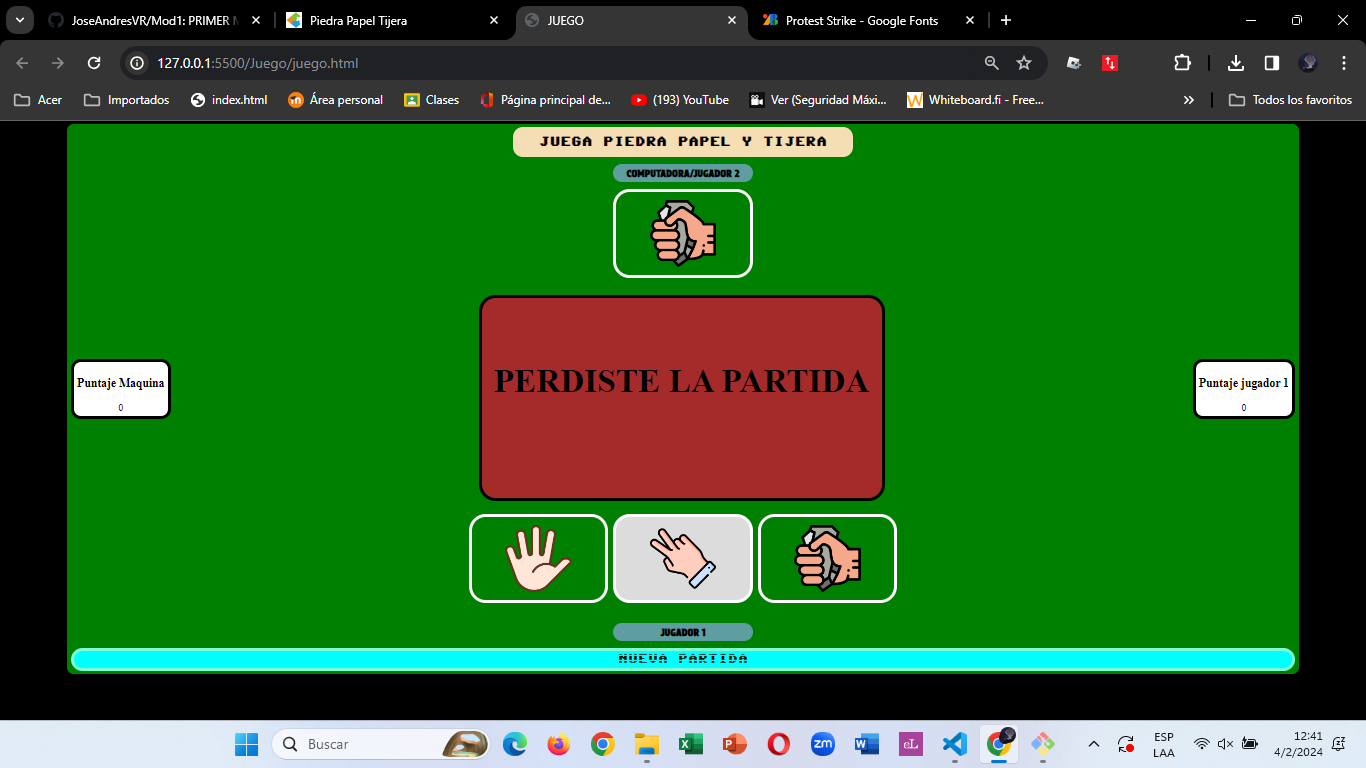 JoseAndresVR/Mod1: PRIMER M
Piedra Papel Tijera
JUEGO
Protest Strike - Google Fonts
127.0.0.1:5500/Juego/juego.html
Acer
Importados
index.html
Área personal
Clases
Página principal de...
(193) YouTube
Ver (Seguridad Máxi...
Whiteboard.fi - Free...
Todos los favoritos
JUEGA PIEDRA PAPEL Y TIJERA
COMPUTADORA/JUGADOR 2
PERDISTE LA PARTIDA
Puntaje Maquina
0
Puntaje jugador 1
0
JUGADOR 1
NUEVA PARTIDA
Buscar
zm
eL
ESP
LAA
12:41
4/2/2024